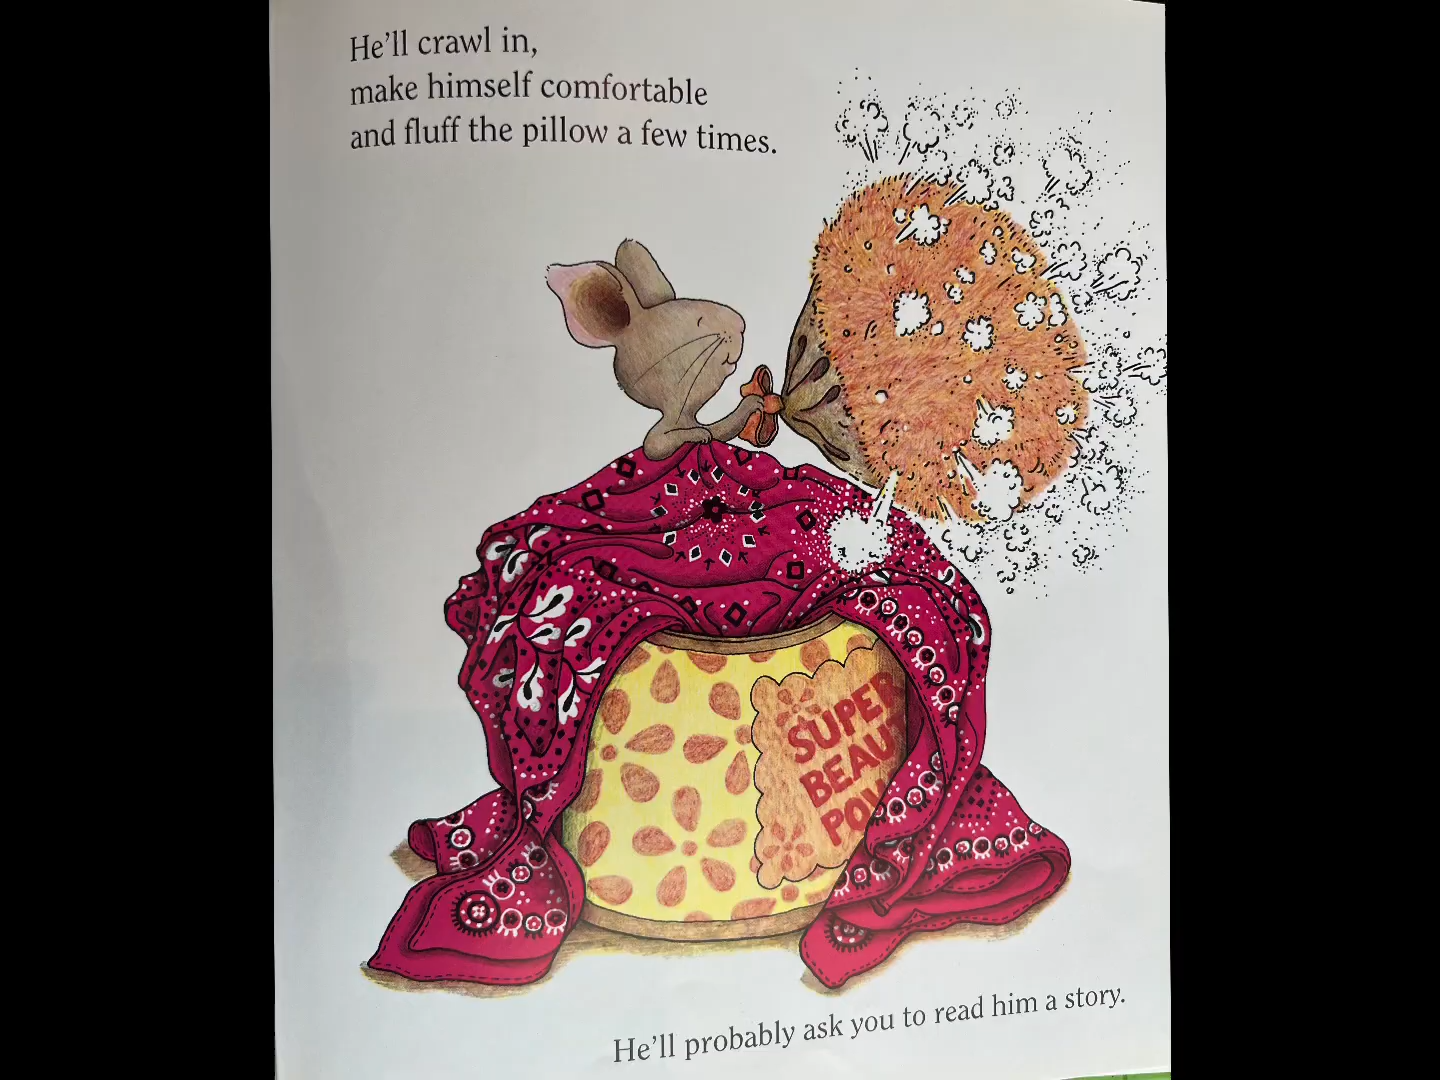 He'll crawl in,
make himself comfortable
and fluff the pillow a few times.
SUPER
BEAU
POW
He'll probably ask you to read him a story.